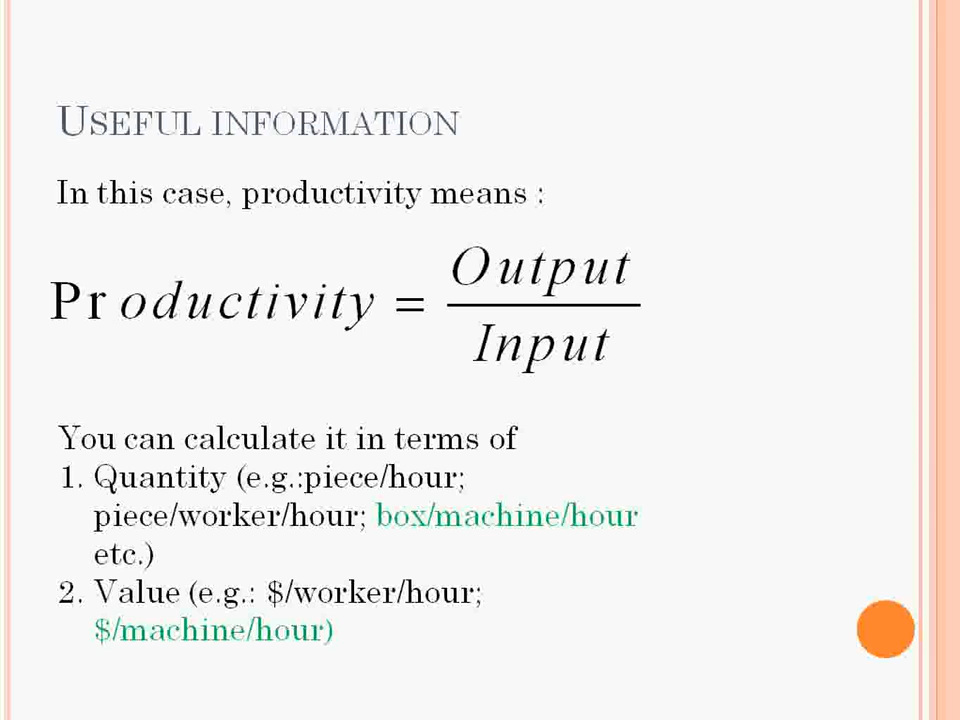 USEFUL INFORMATION
In this case, productivity means :
Productivity = Output
Input
You can calculate it in terms of
1. Quantity (e.g.:piece/hour;
piece/worker/hour; box/machine/hour
etc.)
2. Value (e.g.: $/worker/hour;
$/machine/hour)